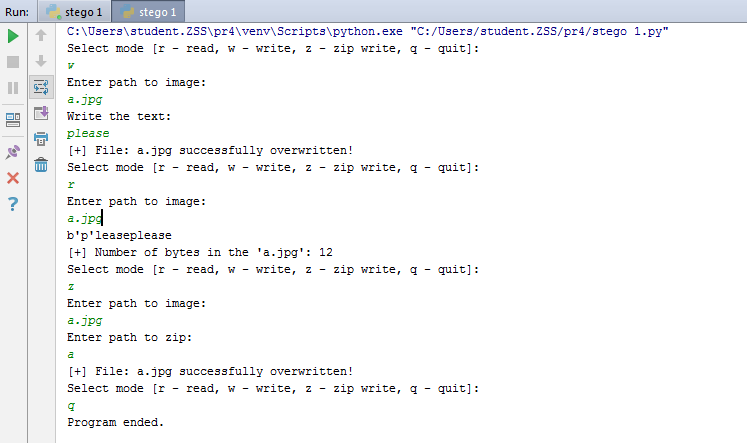 Run: stego 1 stego 1
C:\Users\student.ZSS\pr4\venv\Scripts\python.exe "C:/Users/student.ZSS/pr4/stego 1.py"
Select mode [r - read, w - write, z - zip write, q - quit]:
w
Enter path to image:
a.jpg
Write the text:
please
[+] File: a.jpg successfully overwritten!
Select mode [r - read, w - write, z - zip write, q - quit]:
r
Enter path to image:
a.jpg
b'p'leaseplease
[+] Number of bytes in the 'a.jpg': 12
Select mode [r - read, w - write, z - zip write, q - quit]:
z
Enter path to image:
a.jpg
Enter path to zip:
a
[+] File: a.jpg successfully overwritten!
Select mode [r - read, w - write, z - zip write, q - quit]:
q
Program ended.